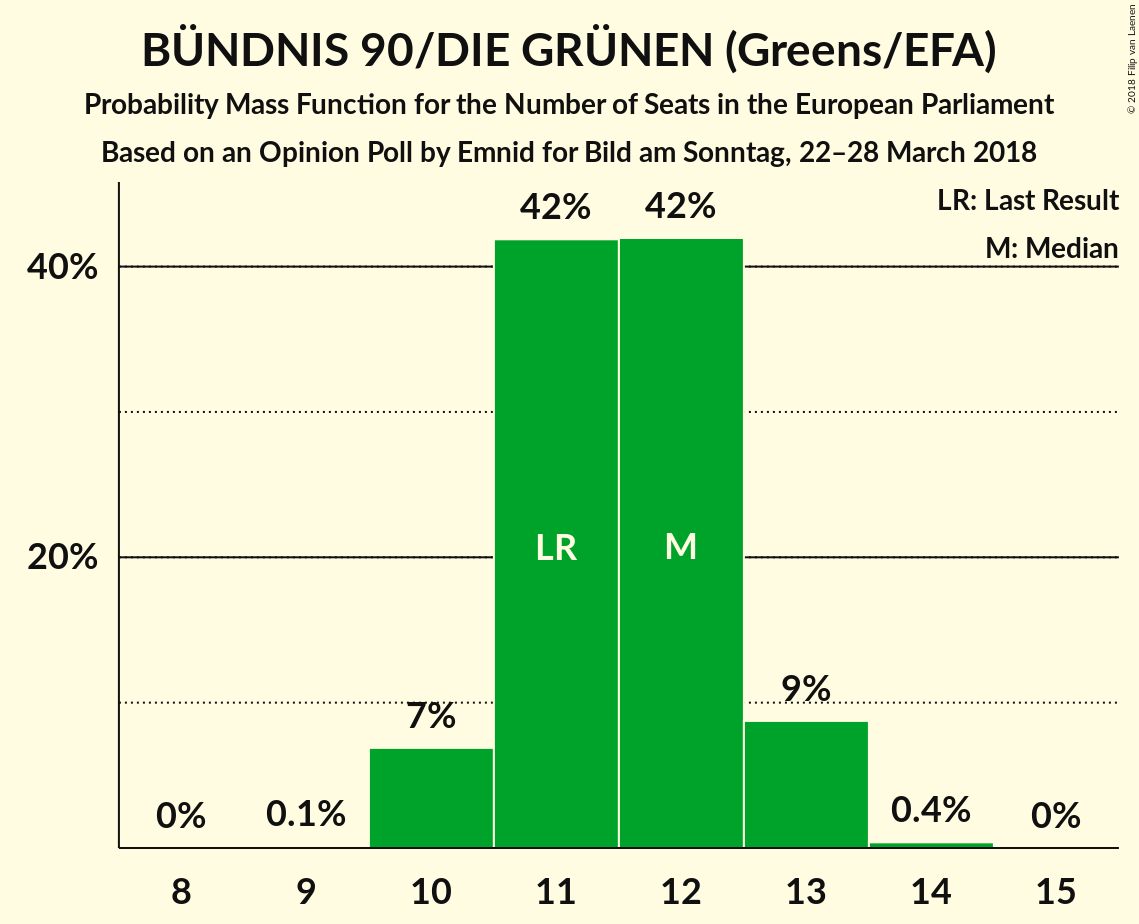 BÜNDNIS 90/DIE GRÜNEN (Greens/EFA)
Probability Mass Function for the Number of Seats in the European Parliament
Based on an Opinion Poll by Emnid for Bild am Sonntag, 22–28 March 2018
© 2018 Filip van Laenen
LR: Last Result
M: Median
42% 42%
40%
LR M
20%
9%
7%
0% 0.1% 0.4% 0%
8 9 10 11 12 13 14 15